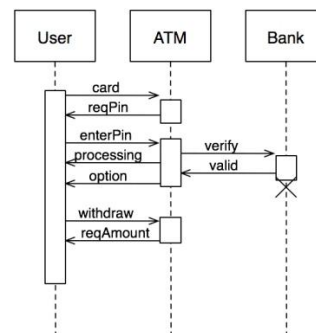 User
ATM
Bank
card
reqPin
enterPin
verify
processing
valid
option
withdraw
reqAmount